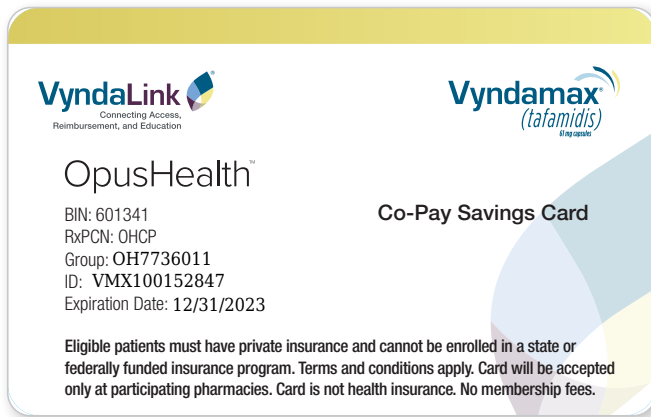 VyndaLink®
Connecting Access,
Reimbursement, and Education
Vyndamax®
(tafamidis)
61 mg capsules
OpusHealth™
Co-Pay Savings Card
BIN: 601341
RxPCN: OHCP
Group: OH7736011
ID: VMX100152847
Expiration Date: 12/31/2023
Eligible patients must have private insurance and cannot be enrolled in a state or
federally funded insurance program. Terms and conditions apply. Card will be accepted
only at participating pharmacies. Card is not health insurance. No membership fees.